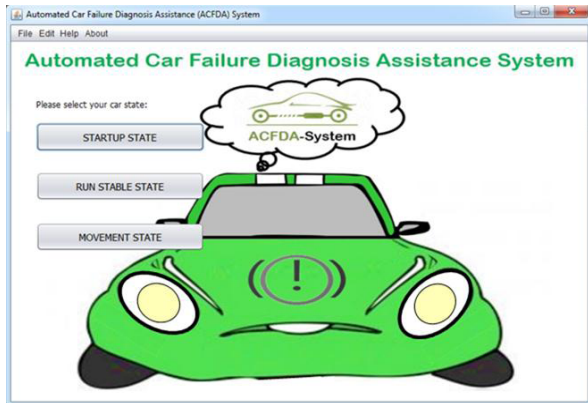 Automated Car Failure Diagnosis Assistance (ACFDA) System
File Edit Help About
Automated Car Failure Diagnosis Assistance System
Please select your car state:
ACFDA-System
STARTUP STATE
RUN STABLE STATE
MOVEMENT STATE
(!)